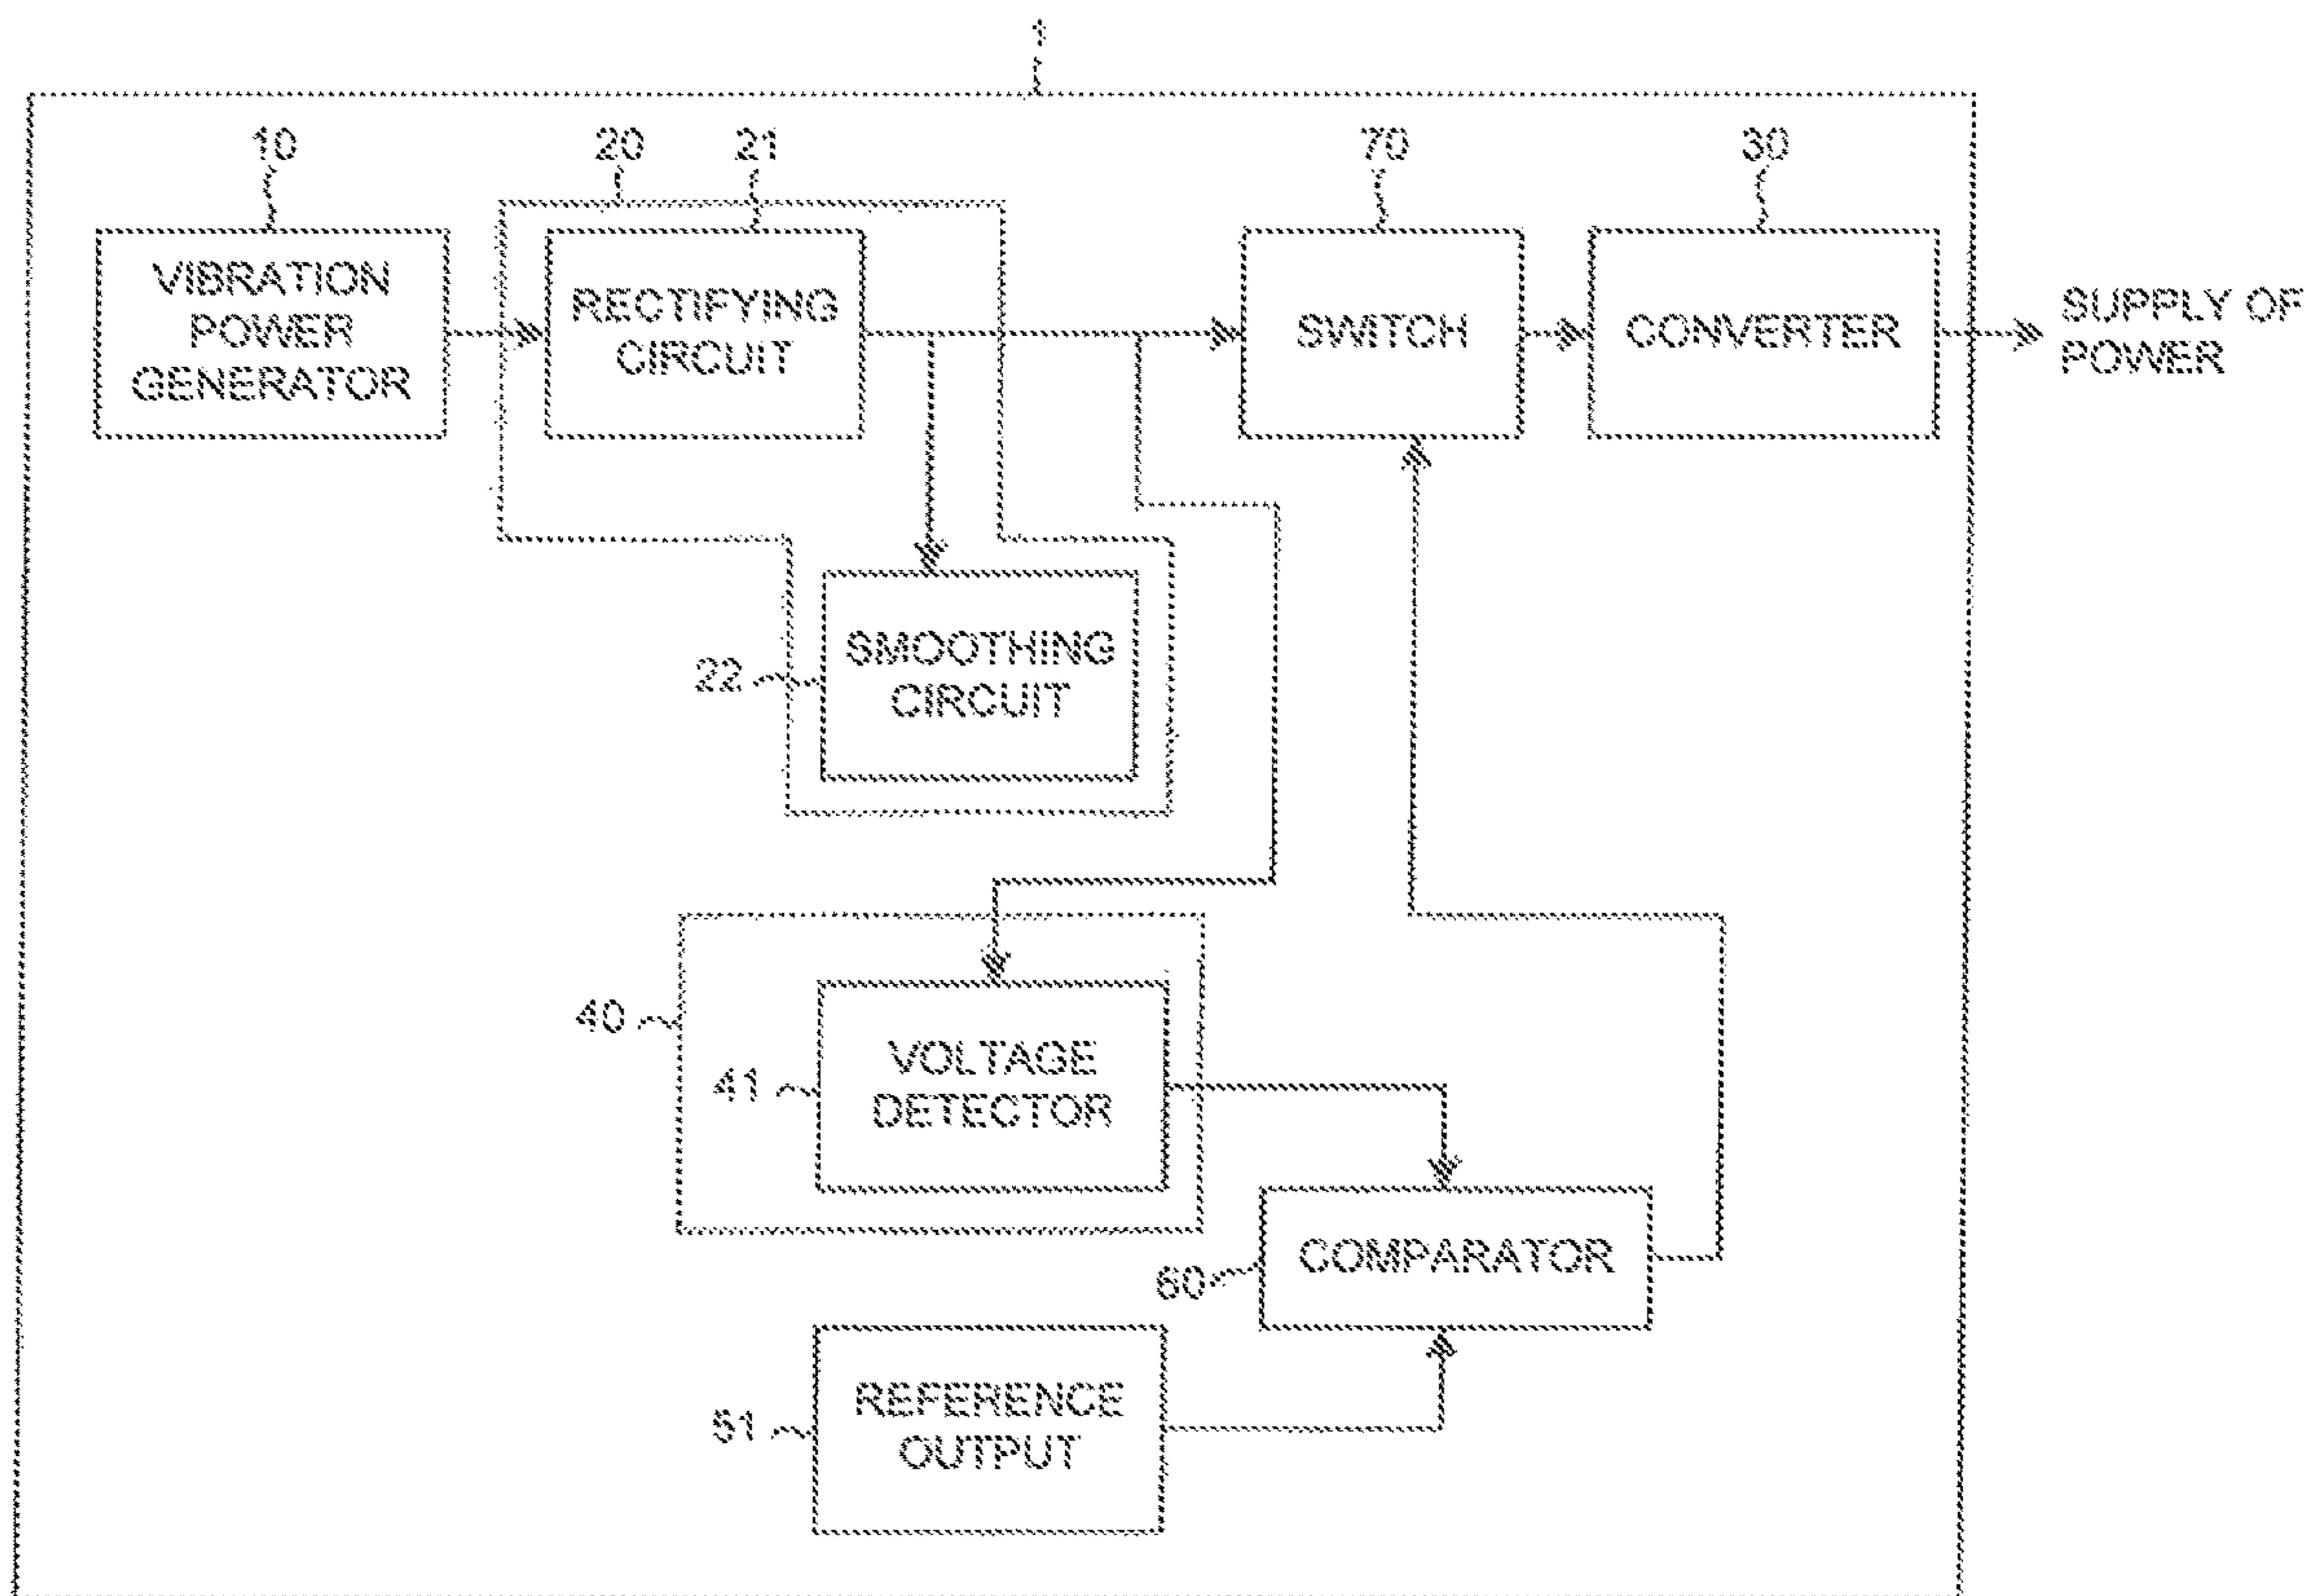 1
10
20
21
70
30
VIBRATION
POWER
GENERATOR
RECTIFYING
CIRCUIT
SWITCH
CONVERTER
SUPPLY OF
POWER
22
SMOOTHING
CIRCUIT
40
41
VOLTAGE
DETECTOR
60
COMPARATOR
51
REFERENCE
OUTPUT